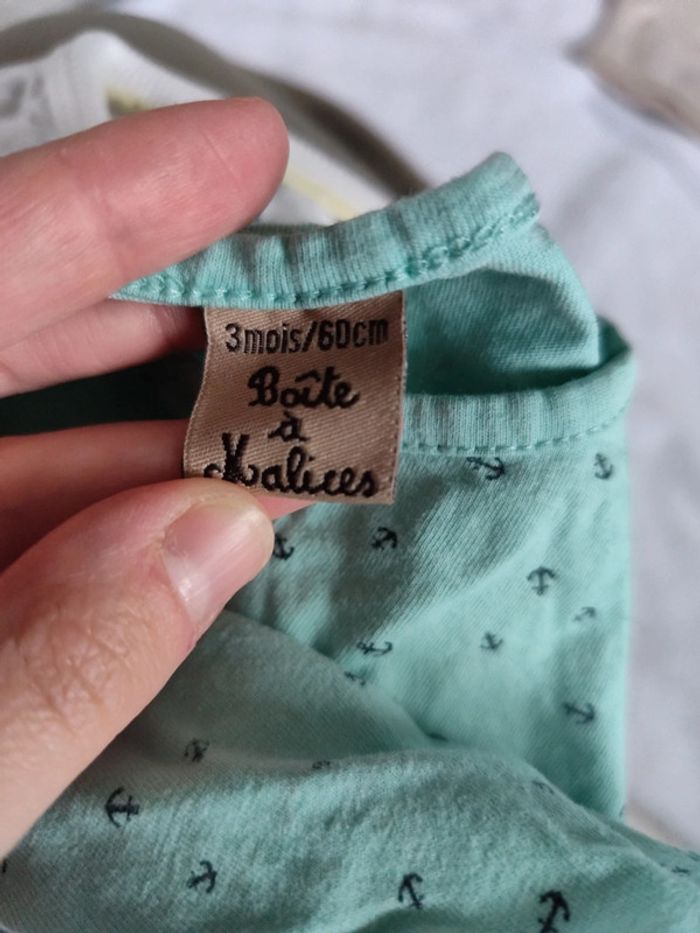 3mois/60cm
Boîte
à
Malices